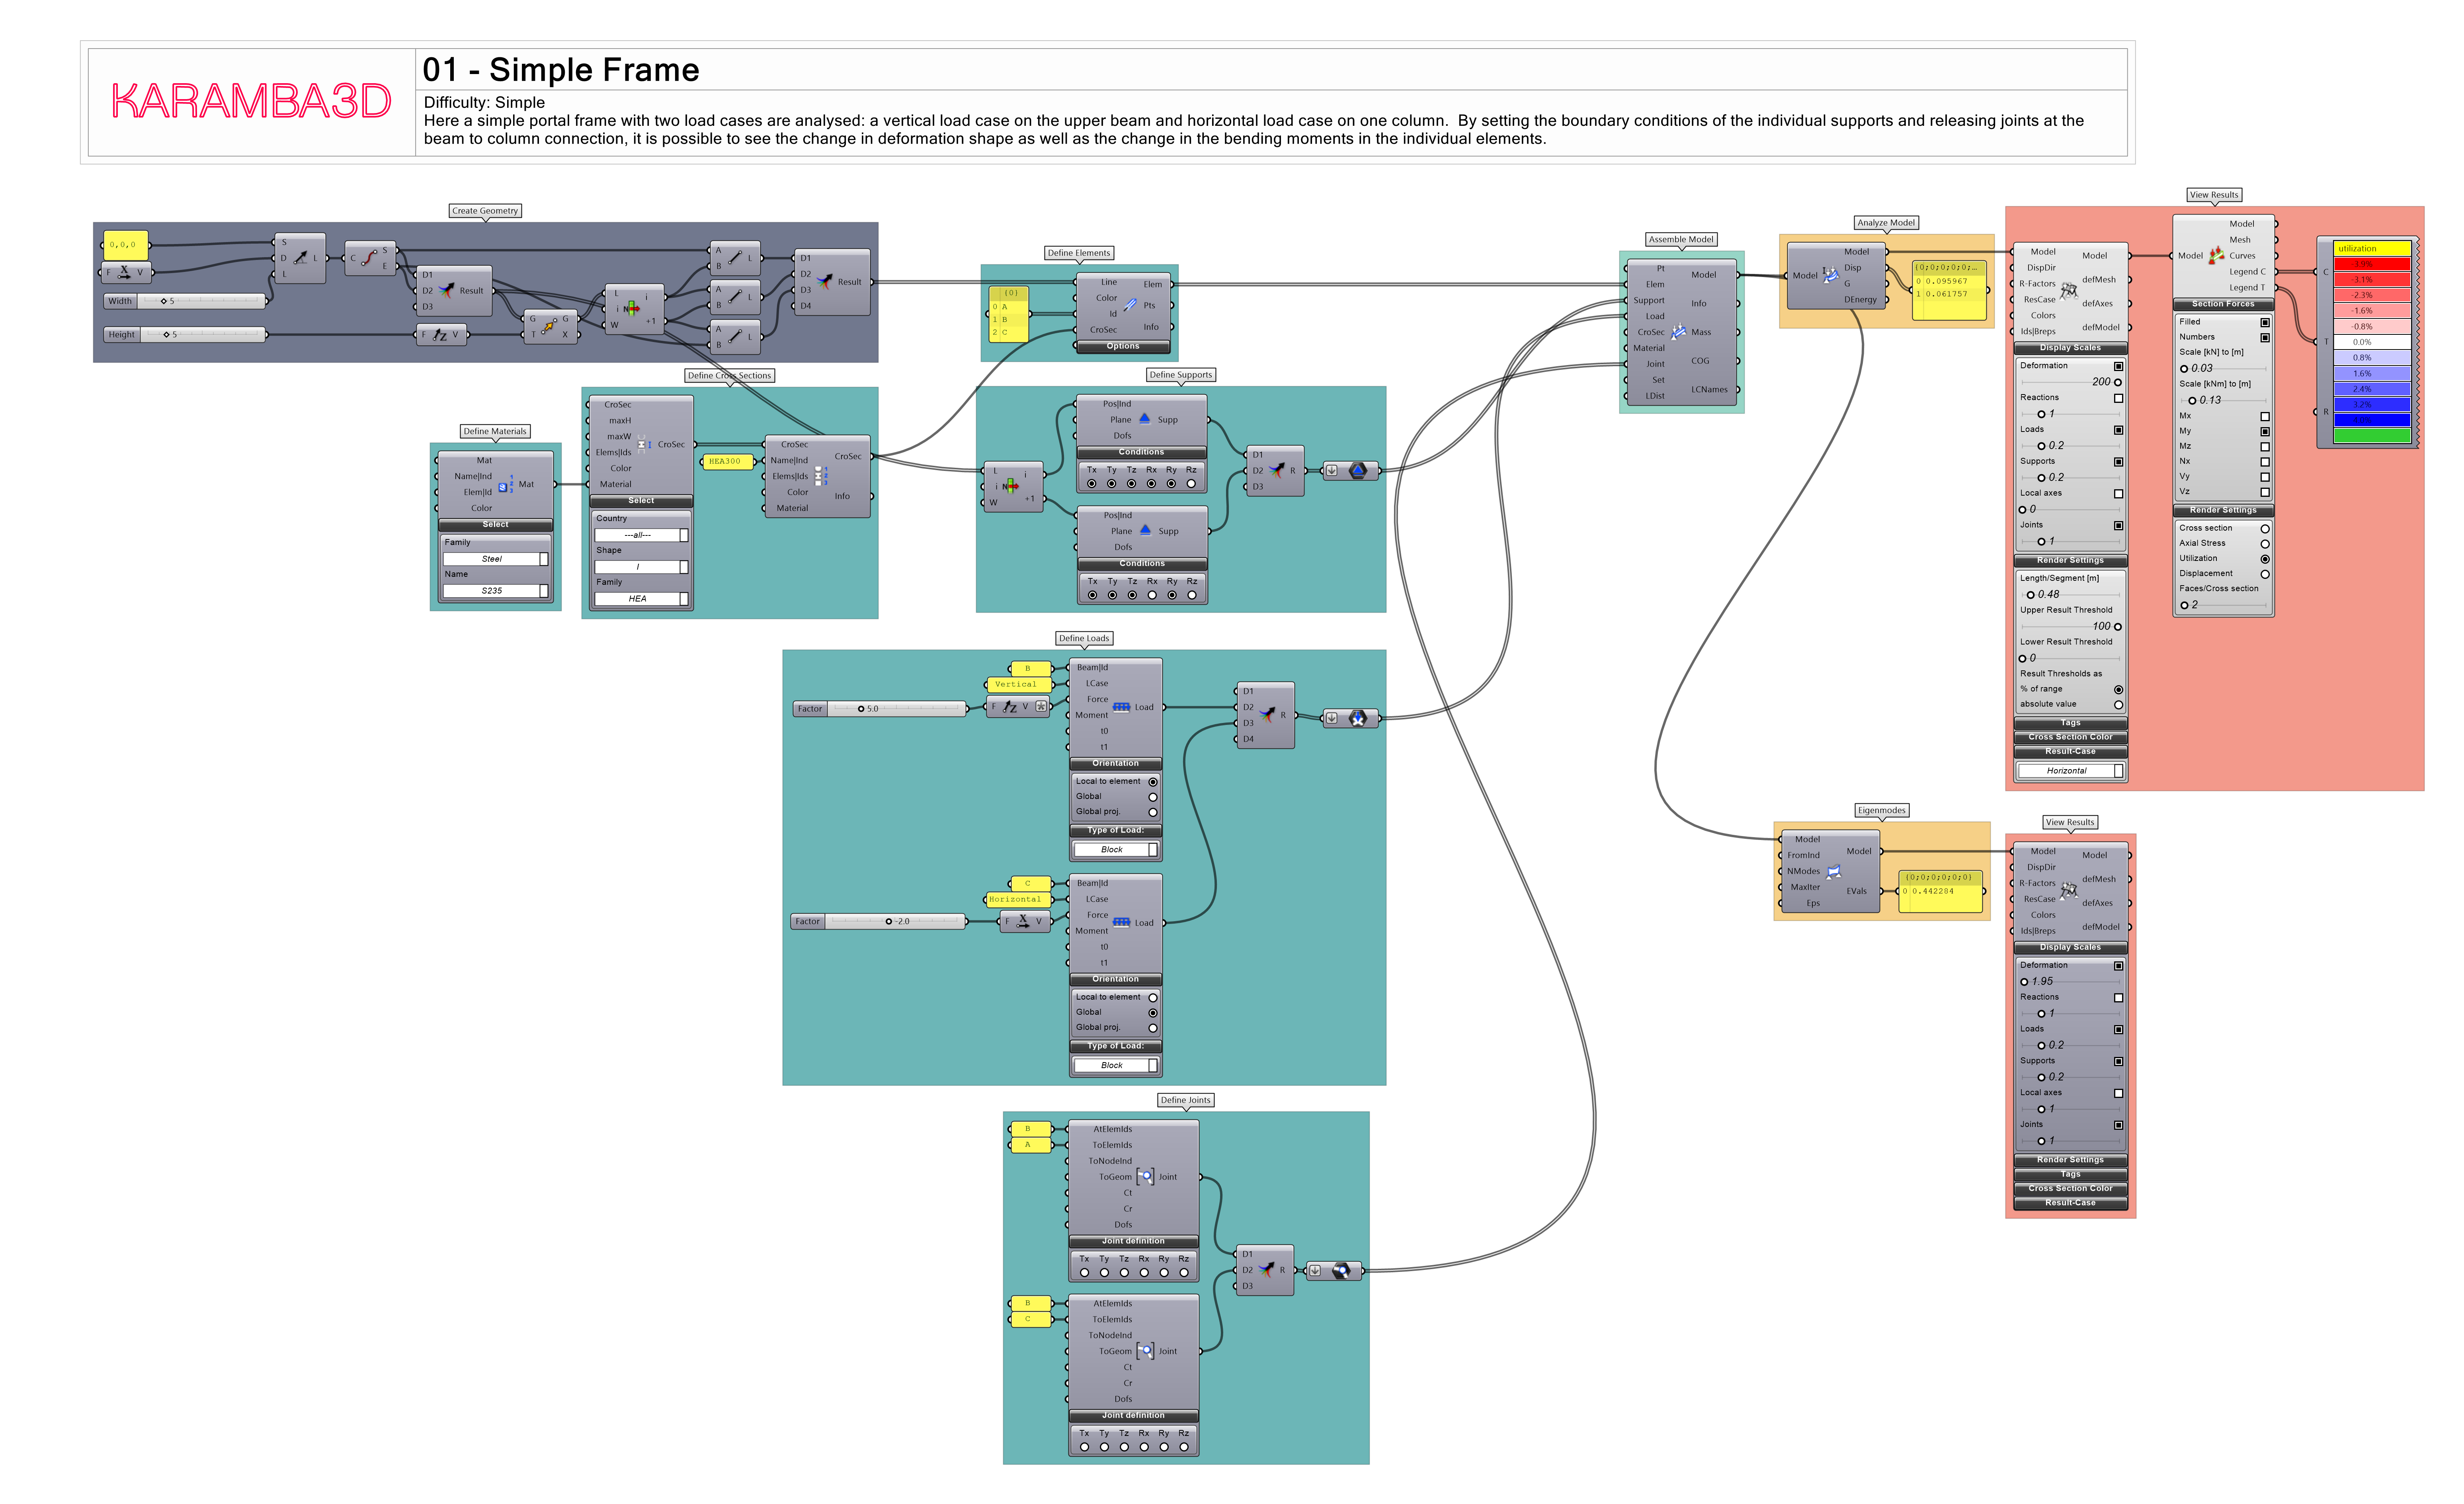 KARAMBA3D
01 - Simple Frame
Difficulty: Simple
Here a simple portal frame with two load cases are analysed: a vertical load case on the upper beam and horizontal load case on one column.  By setting the boundary conditions of the individual supports and releasing joints at the
beam to column connection, it is possible to see the change in deformation shape as well as the change in the bending moments in the individual elements.
Create Geometry
0,0,0
F X V
Width 5
Height 5
S
D L
L
C S
E
D1
D2 Result
D3
F Z V
G G
T X
L i
i N
W +1
A L
B
A L
B
A L
B
D1
D2 Result
D3
D4
Define Materials
Mat
Name|Ind
Elem|Id Mat
Color
Select
Family
Steel
Name
S235
Define Cross Sections
CroSec
maxH
maxW
Elems|Ids CroSec
Color
Material
Select
Country
---all---
Shape
I
Family
HEA
HEA300
CroSec
Name|Ind CroSec
Elems|Ids
Color Info
Material
Define Elements
{0}
0 A
1 B
2 C
Line Elem
Color
Id Pts
CroSec Info
Options
Define Supports
L i
i N
W +1
Pos|Ind
Plane Supp
Dofs
Conditions
Tx Ty Tz Rx Ry Rz
Pos|Ind
Plane Supp
Dofs
Conditions
Tx Ty Tz Rx Ry Rz
D1
D2 R
D3
Define Loads
B
Vertical
Factor 5.0
F Z V
Beam|Id
LCase
Force
Moment Load
t0
t1
Orientation
Local to element
Global
Global proj.
Type of Load:
Block
C
Horizontal
Factor -2.0
F X V
Beam|Id
LCase
Force
Moment Load
t0
t1
Orientation
Local to element
Global
Global proj.
Type of Load:
Block
D1
D2 R
D3
D4
Define Joints
B
A
AtElemIds
ToElemIds
ToNodeInd
ToGeom Joint
Ct
Cr
Dofs
Joint definition
Tx Ty Tz Rx Ry Rz
B
C
AtElemIds
ToElemIds
ToNodeInd
ToGeom Joint
Ct
Cr
Dofs
Joint definition
Tx Ty Tz Rx Ry Rz
D1
D2 R
D3
Assemble Model
Pt
Elem Model
Support Info
Load
CroSec Mass
Material
Joint COG
Set
LDist LCNames
Analyze Model
Model
Model Disp
G
DEnergy
{0;0;0;0;0;...
0 0.095967
1 0.061757
Eigenmodes
Model
FromInd Model
NModes
MaxIter EVals
Eps
{0;0;0;0;0;0}
0 0.442284
View Results
Model Model
DispDir
R-Factors defMesh
ResCase defAxes
Colors
Ids|Breps defModel
Display Scales
Deformation
200
Reactions
1
Loads
0.2
Supports
0.2
Local axes
0
Joints
1
Render Settings
Length/Segment [m]
0.48
Upper Result Threshold
100
Lower Result Threshold
0
Result Thresholds as
% of range
absolute value
Tags
Cross Section Color
Result-Case
Horizontal
Model
Mesh
Model Curves
Legend C
Legend T
Section Forces
Filled
Numbers
Scale [kN] to [m]
0.03
Scale [kNm] to [m]
0.13
Mx
My
Mz
Nx
Vy
Vz
Render Settings
Cross section
Axial Stress
Utilization
Displacement
Faces/Cross section
2
C
T
R
utilization
-3.9%
-3.1%
-2.3%
-1.6%
-0.8%
0.0%
0.8%
1.6%
2.4%
3.2%
View Results
Model Model
DispDir
R-Factors defMesh
ResCase defAxes
Colors
Ids|Breps defModel
Display Scales
Deformation
1.95
Reactions
1
Loads
0.2
Supports
0.2
Local axes
1
Joints
1
Render Settings
Tags
Cross Section Color
Result-Case